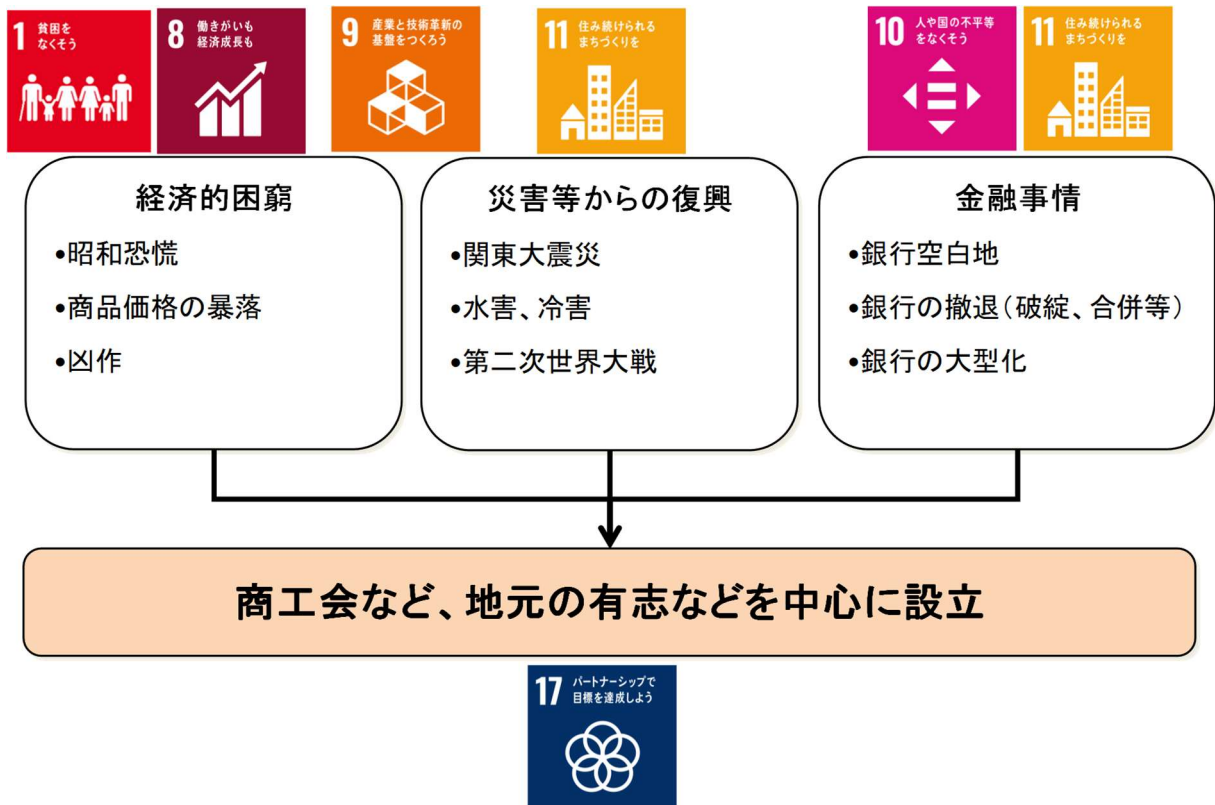 1 貧困を
なくそう
8 働きがいも
経済成長も
9 産業と技術革新の
基盤をつくろう
11 住み続けられる
まちづくりを
10 人や国の不平等
をなくそう
11 住み続けられる
まちづくりを
経済的困窮
•昭和恐慌
•商品価格の暴落
•凶作
災害等からの復興
•関東大震災
•水害、冷害
•第二次世界大戦
金融事情
•銀行空白地
•銀行の撤退(破綻、合併等)
•銀行の大型化
商工会など、地元の有志などを中心に設立
17 パートナーシップで
目標を達成しよう